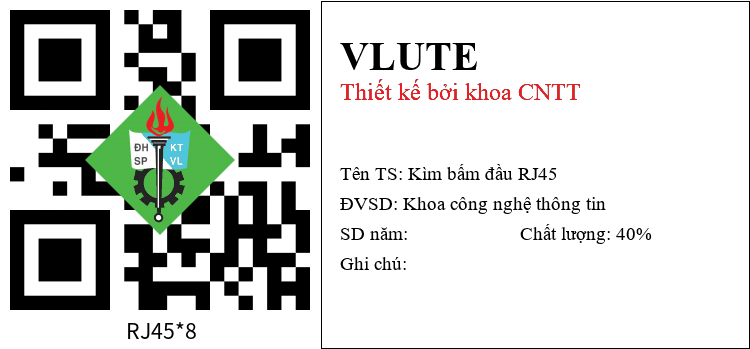 ĐH KT
SP VL
RJ45*8
VLUTE
Thiết kế bởi khoa CNTT
Tên TS: Kìm bấm đầu RJ45
ĐVSD: Khoa công nghệ thông tin
SD năm: Chất lượng: 40%
Ghi chú: